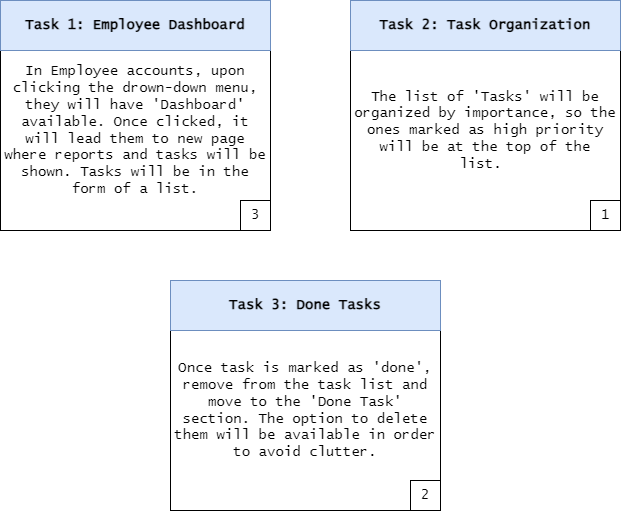 Task 1: Employee Dashboard
In Employee accounts, upon
clicking the drown-down menu,
they will have 'Dashboard'
available. Once clicked, it
will lead them to new page
where reports and tasks will be
shown. Tasks will be in the
form of a list.
3
Task 2: Task Organization
The list of 'Tasks' will be
organized by importance, so the
ones marked as high priority
will be at the top of the
list.
1
Task 3: Done Tasks
Once task is marked as 'done',
remove from the task list and
move to the 'Done Task'
section. The option to delete
them will be available in order
to avoid clutter.
2